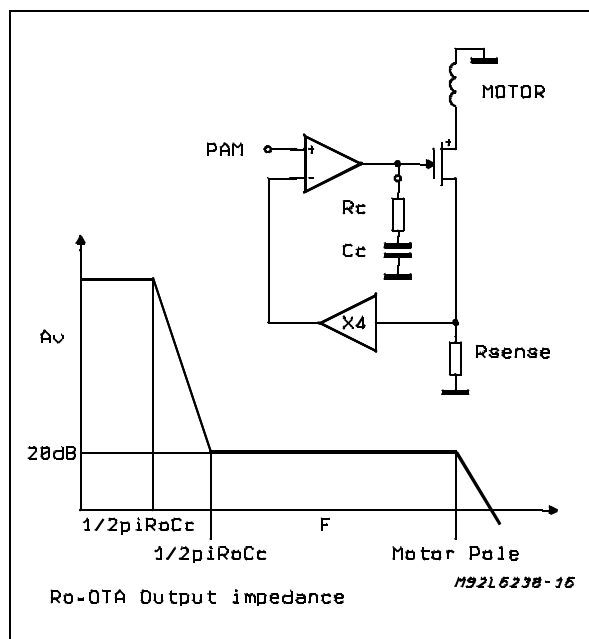 MOTOR
PAM
+
+
-
Rc
Cc
X4
Rsense
Av
20dB
1/2piRoCc
F
1/2piRoCc
Motor Pole
M92L6238-16
Ro-OTA Output impedance